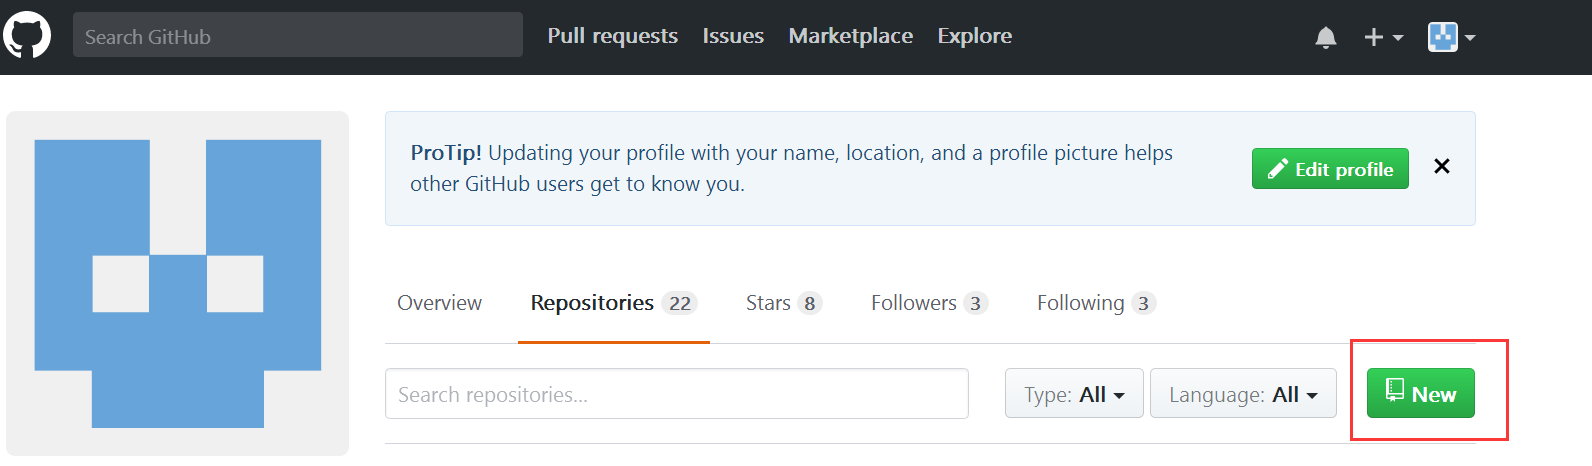 Search GitHub Pull requests Issues Marketplace Explore
ProTip! Updating your profile with your name, location, and a profile picture helps
other GitHub users get to know you.
Edit profile
Overview Repositories 22 Stars 8 Followers 3 Following 3
Search repositories... Type: All Language: All New